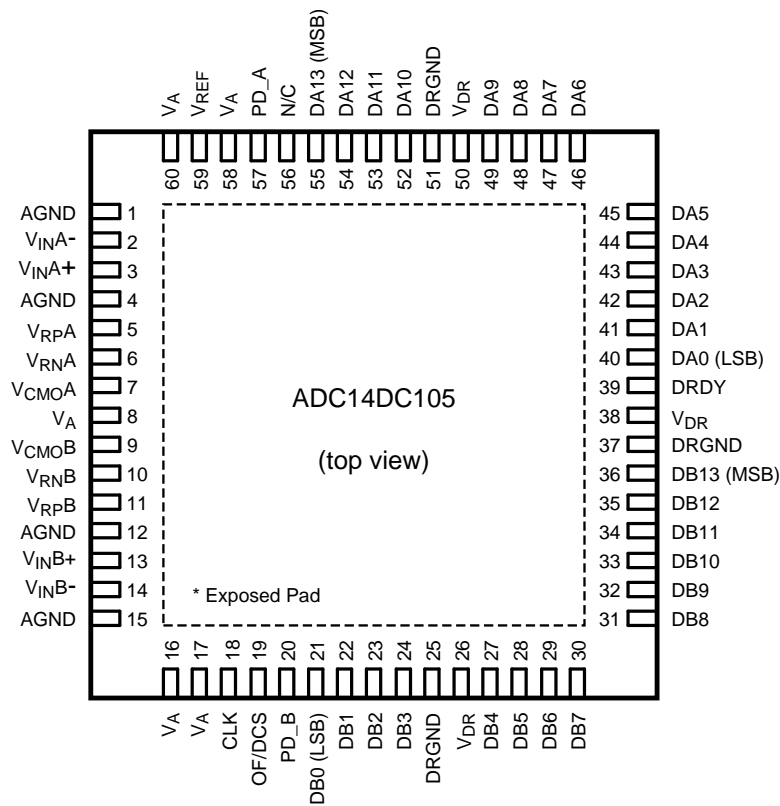 VA
VREF
VA
PD_A
N/C
DA13 (MSB)
DA12
DA11
DA10
DRGND
VDR
DA9
DA8
DA7
DA6
60
59
58
57
56
55
54
53
52
51
50
49
48
47
46
AGND 1
VINA- 2
VINA+ 3
AGND 4
VRPA 5
VRNA 6
VCMOA 7
VA 8
VCMOB 9
VRNB 10
VRPB 11
AGND 12
VINB+ 13
VINB- 14
AGND 15
ADC14DC105
(top view)
* Exposed Pad
45 DA5
44 DA4
43 DA3
42 DA2
41 DA1
40 DA0 (LSB)
39 DRDY
38 VDR
37 DRGND
36 DB13 (MSB)
35 DB12
34 DB11
33 DB10
32 DB9
31 DB8
16
17
18
19
20
21
22
23
24
25
26
27
28
29
30
VA
VA
CLK
OF/DCS
PD_B
DB0 (LSB)
DB1
DB2
DB3
DRGND
VDR
DB4
DB5
DB6
DB7